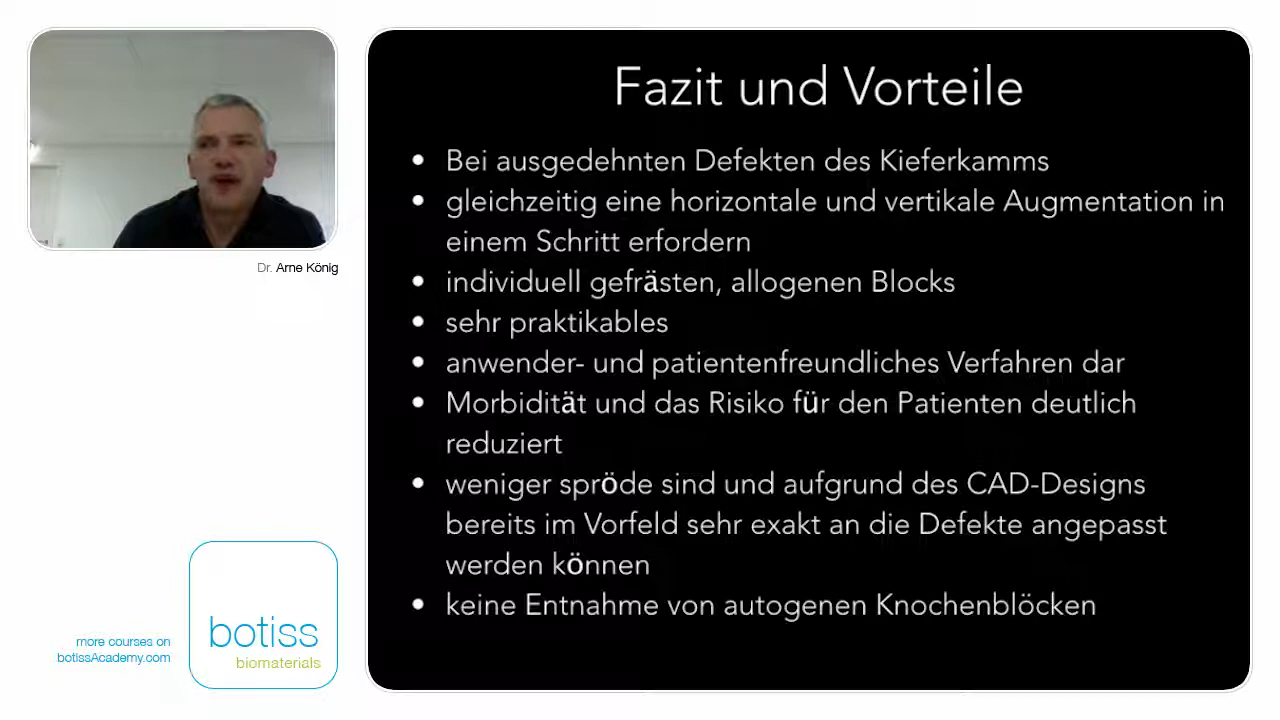 Dr. Arne König
more courses on
botissAcademy.com
botiss
biomaterials
Fazit und Vorteile
• Bei ausgedehnten Defekten des Kieferkamms
• gleichzeitig eine horizontale und vertikale Augmentation in
einem Schritt erfordern
• individuell gefrästen, allogenen Blocks
• sehr praktikables
• anwender- und patientenfreundliches Verfahren dar
• Morbidität und das Risiko für den Patienten deutlich
reduziert
• weniger spröde sind und aufgrund des CAD-Designs
bereits im Vorfeld sehr exakt an die Defekte angepasst
werden können
• keine Entnahme von autogenen Knochenblöcken